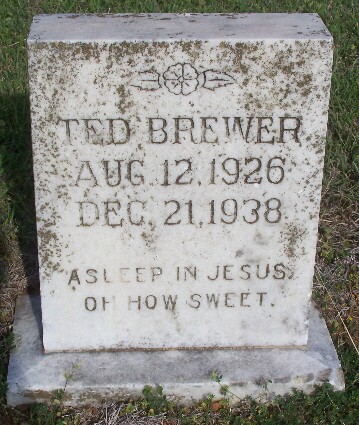 TED BREWER
AUG. 12, 1926
DEC. 21, 1938
ASLEEP IN JESUS.
OH HOW SWEET.